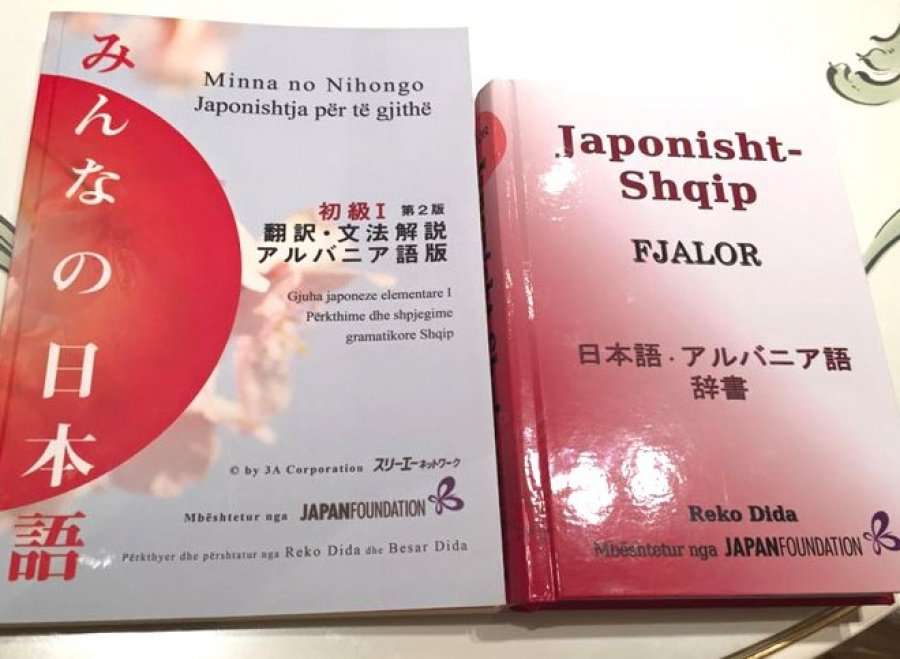 みんなの日本語
Minna no Nihongo
Japonishtja për të gjithë
初級I 第2版
翻訳・文法解説
アルバニア語版
Gjuha japoneze elementare I
Përkthime dhe shpjegime
gramatikore Shqip
© by 3A Corporation スリーエーネットワーク
Mbështetur nga JAPANFOUNDATION
Përkthyer dhe përshtatur nga Reko Dida dhe Besar Dida
Japonisht-
Shqip
FJALOR
日本語・アルバニア語
辞書
Reko Dida
Mbështetur nga JAPANFOUNDATION